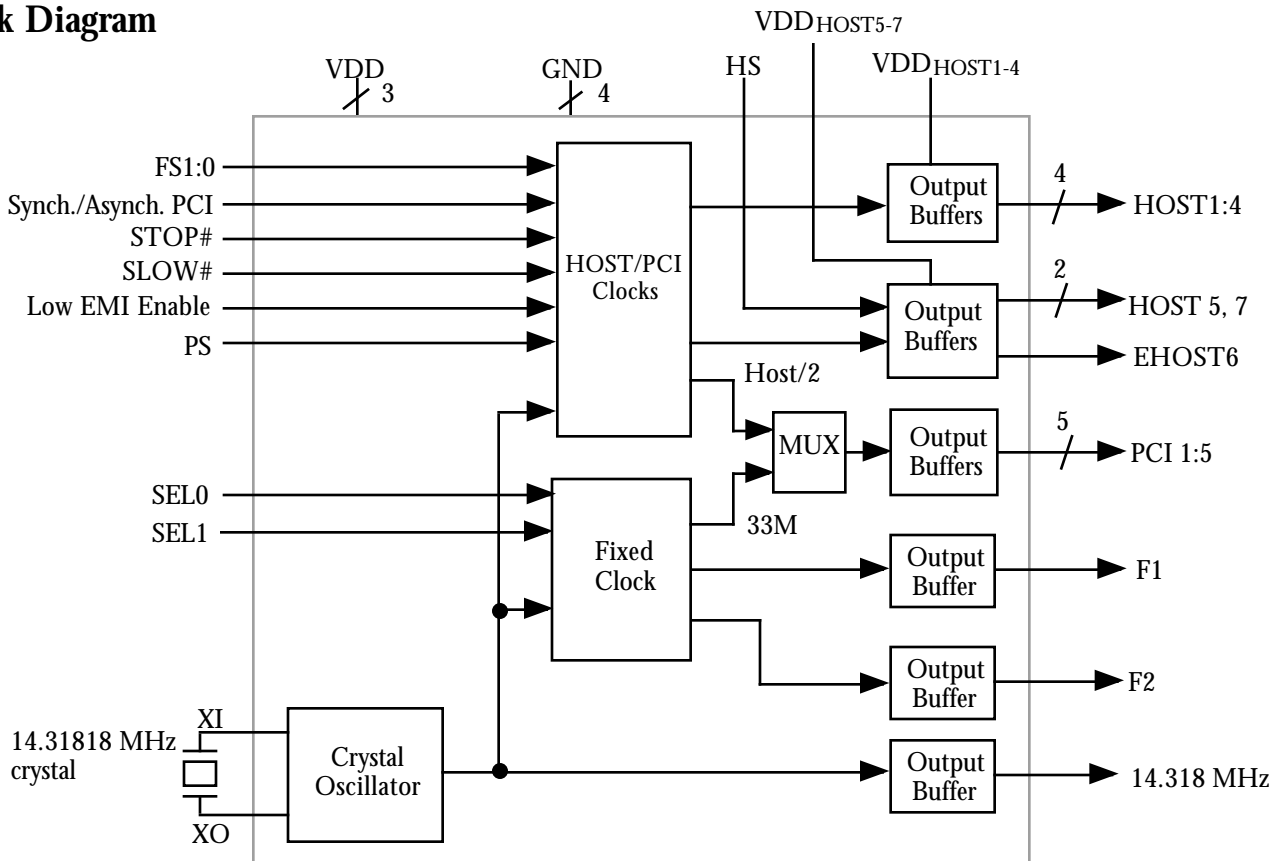 k Diagram
VDD HOST5-7
VDD
3
GND
4
HS
VDD HOST1-4
FS1:0
Synch./Asynch. PCI
STOP#
SLOW#
Low EMI Enable
PS
HOST/PCI
Clocks
Output
Buffers
4
HOST1:4
Output
Buffers
2
HOST 5, 7
EHOST6
Host/2
MUX
Output
Buffers
5
PCI 1:5
33M
SEL0
SEL1
Fixed
Clock
Output
Buffer
F1
Output
Buffer
F2
14.31818 MHz
crystal
XI
XO
Crystal
Oscillator
Output
Buffer
14.318 MHz